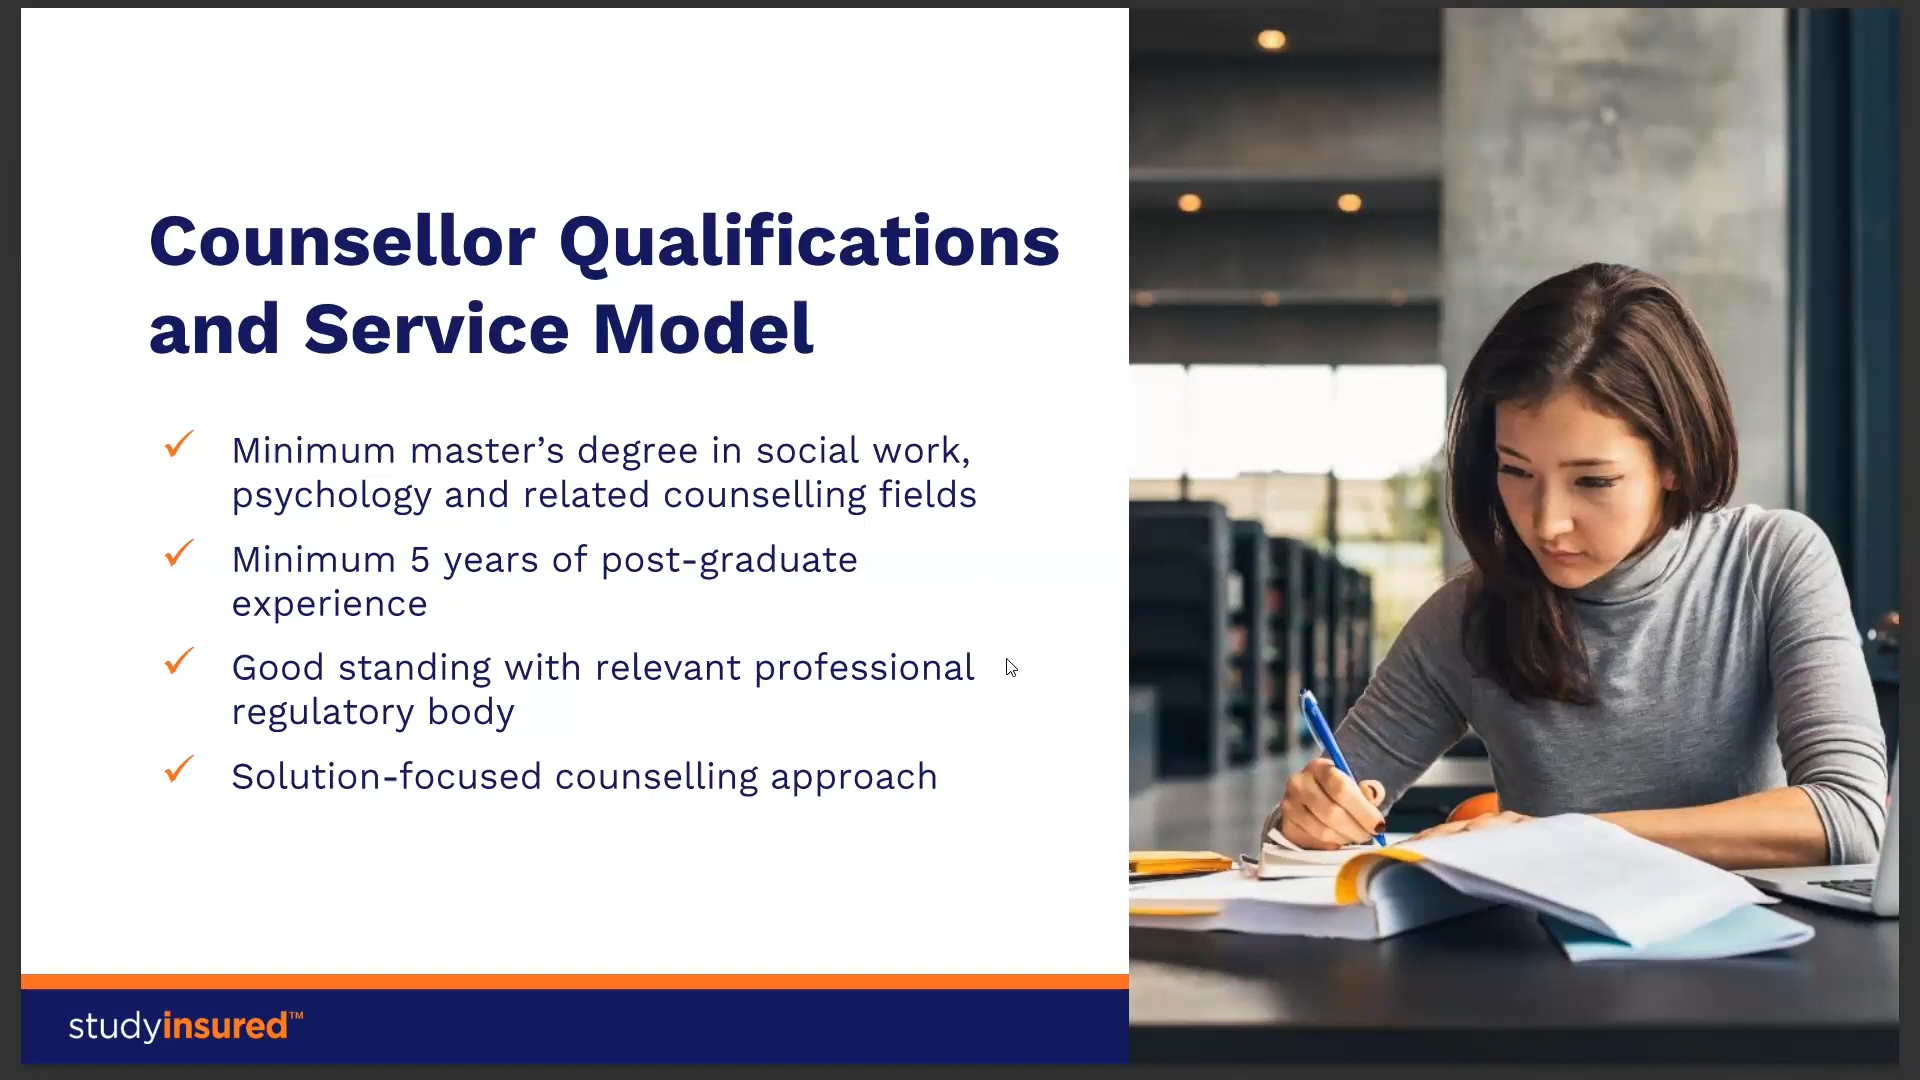 Counsellor Qualifications
and Service Model
Minimum master’s degree in social work,
psychology and related counselling fields
Minimum 5 years of post-graduate
experience
Good standing with relevant professional
regulatory body
Solution-focused counselling approach
studyinsured™